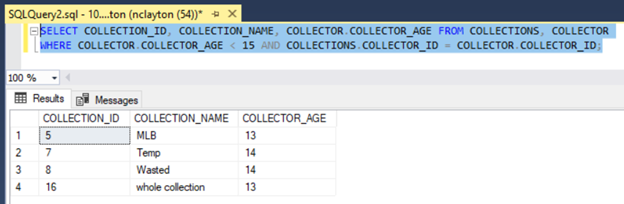 SQLQuery2.sql - 10....ton (nclayton (54))*
SELECT COLLECTION_ID, COLLECTION_NAME, COLLECTOR.COLLECTOR_AGE FROM COLLECTIONS, COLLECTOR
WHERE COLLECTOR.COLLECTOR_AGE < 15 AND COLLECTIONS.COLLECTOR_ID = COLLECTOR.COLLECTOR_ID;
100 %
Results Messages
COLLECTION_ID COLLECTION_NAME COLLECTOR_AGE
1 5 MLB 13
2 7 Temp 14
3 8 Wasted 14
4 16 whole collection 13